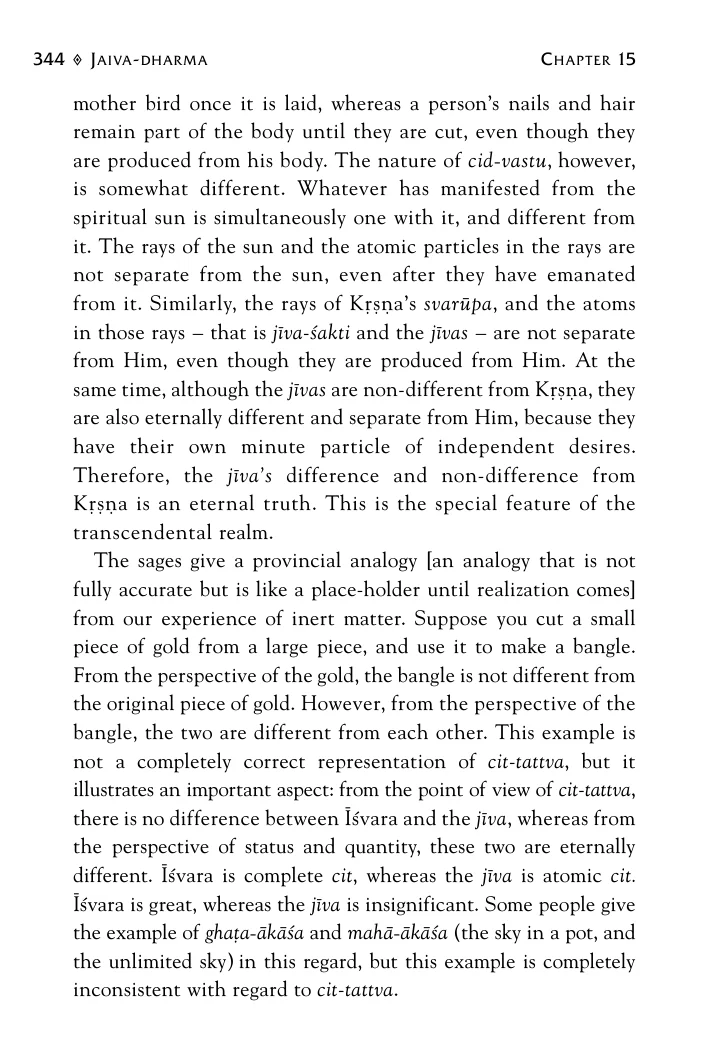 344 ⟡ JAIVA-DHARMA CHAPTER 15
mother bird once it is laid, whereas a person's nails and hair
remain part of the body until they are cut, even though they
are produced from his body. The nature of cid-vastu, however,
is somewhat different. Whatever has manifested from the
spiritual sun is simultaneously one with it, and different from
it. The rays of the sun and the atomic particles in the rays are
not separate from the sun, even after they have emanated
from it. Similarly, the rays of Kṛṣṇa's svarūpa, and the atoms
in those rays – that is jīva-śakti and the jīvas – are not separate
from Him, even though they are produced from Him. At the
same time, although the jīvas are non-different from Kṛṣṇa, they
are also eternally different and separate from Him, because they
have their own minute particle of independent desires.
Therefore, the jīva's difference and non-difference from
Kṛṣṇa is an eternal truth. This is the special feature of the
transcendental realm.
The sages give a provincial analogy [an analogy that is not
fully accurate but is like a place-holder until realization comes]
from our experience of inert matter. Suppose you cut a small
piece of gold from a large piece, and use it to make a bangle.
From the perspective of the gold, the bangle is not different from
the original piece of gold. However, from the perspective of the
bangle, the two are different from each other. This example is
not a completely correct representation of cit-tattva, but it
illustrates an important aspect: from the point of view of cit-tattva,
there is no difference between Īśvara and the jīva, whereas from
the perspective of status and quantity, these two are eternally
different. Īśvara is complete cit, whereas the jīva is atomic cit.
Īśvara is great, whereas the jīva is insignificant. Some people give
the example of ghaṭa-ākāśa and mahā-ākāśa (the sky in a pot, and
the unlimited sky) in this regard, but this example is completely
inconsistent with regard to cit-tattva.